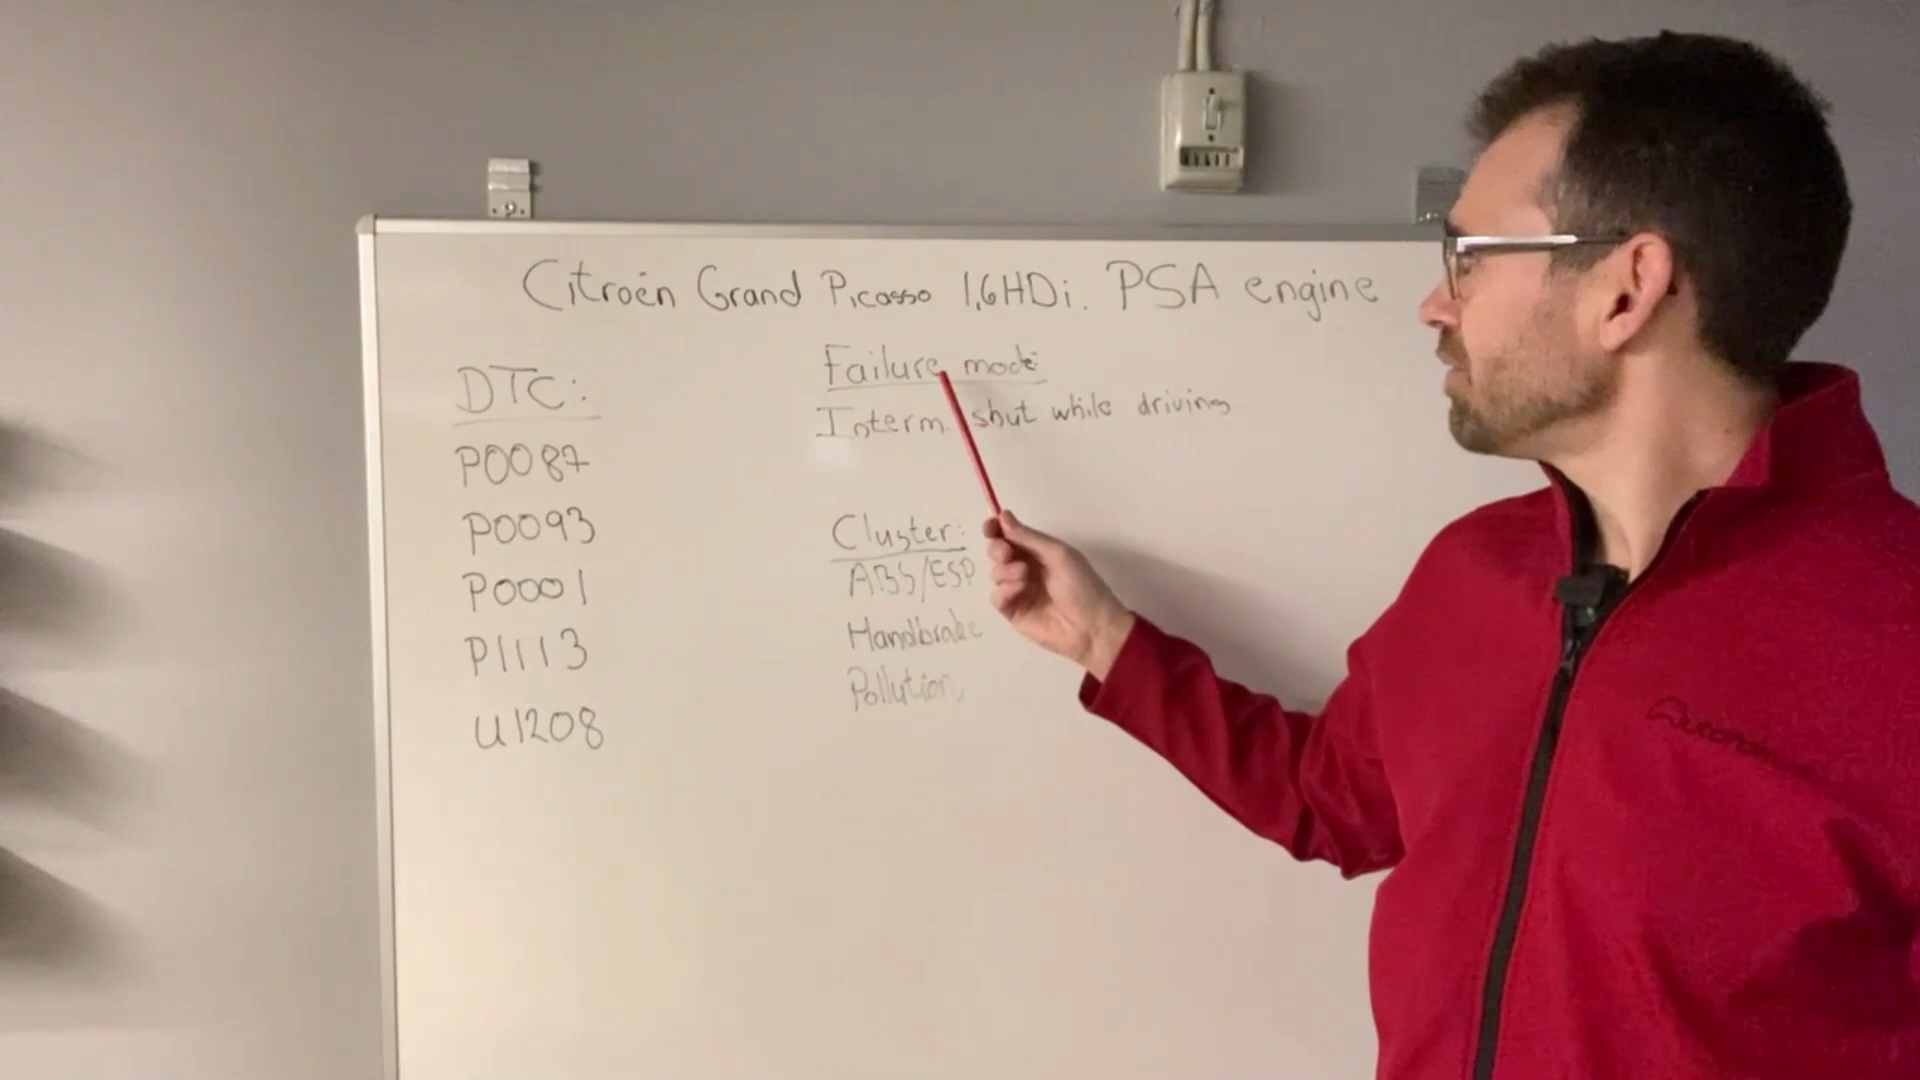 Citroën Grand Picasso 1,6HDi. PSA engine
DTC:
P0087
P0093
P0001
P1113
U1208
Failure mode
Interm. shut while driving
Cluster:
ABS/ESP
Handbrake
Pollution